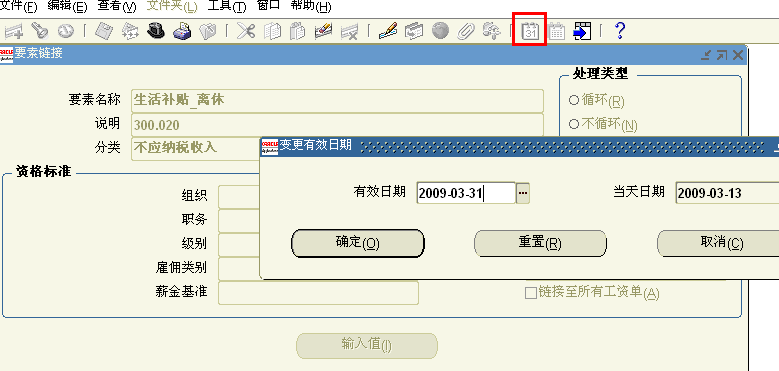 文件(F) 编辑(E) 查看(V) 文件夹(L) 工具(T) 窗口 帮助(H)
31
ORACLE 要素链接
处理类型
要素名称 生活补贴_离休
循环(R)
说明 300.020
不循环(N)
分类 不应纳税收入
ORACLE 变更有效日期
资格标准
有效日期 2009-03-31 ... 当天日期 2009-03-13
组织
职务
级别
确定(O) 重置(R) 取消(C)
雇佣类别
薪金基准
链接至所有工资单(A)
输入值(I)